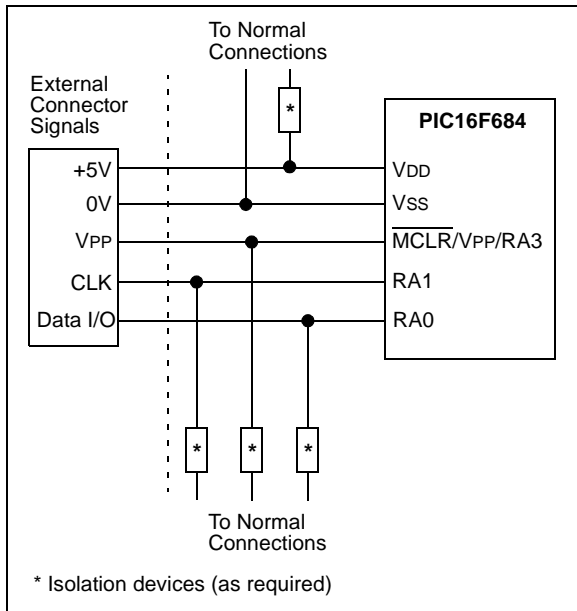 To Normal
Connections
External
Connector
Signals
*
PIC16F684
+5V
VDD
0V
VSS
VPP
MCLR/VPP/RA3
CLK
RA1
Data I/O
RA0
*
*
*
To Normal
Connections
* Isolation devices (as required)